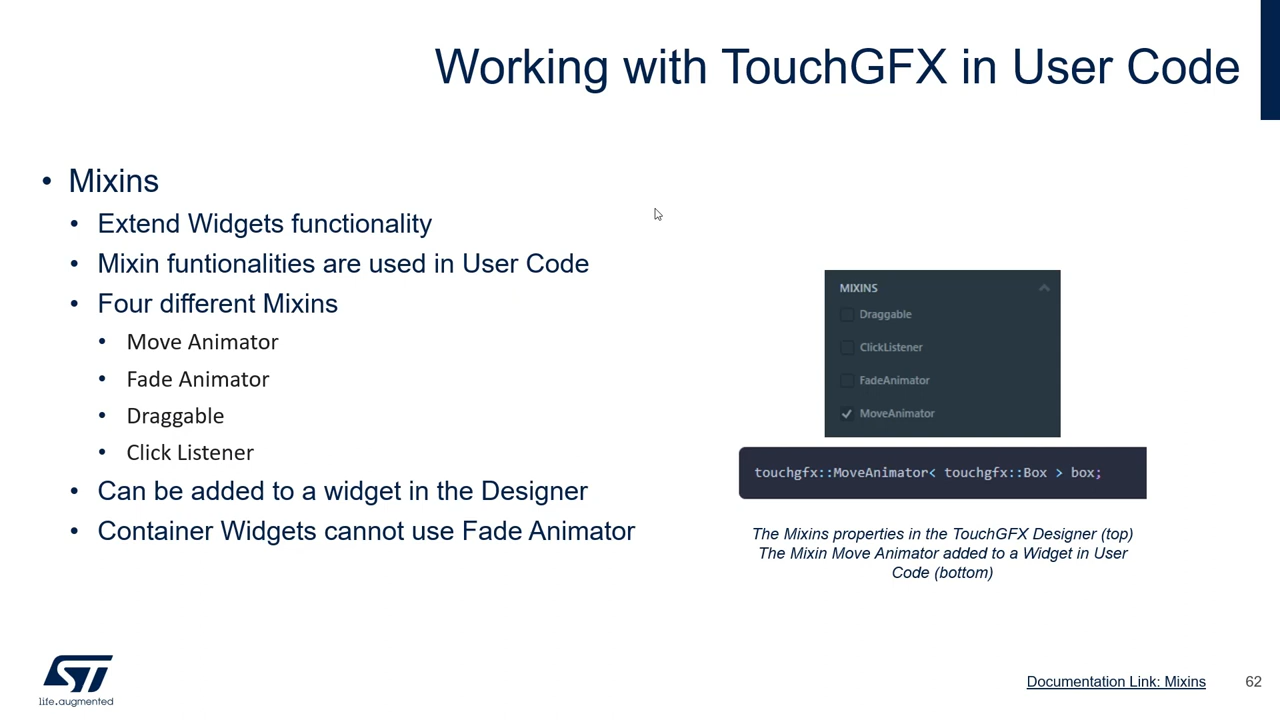 Working with TouchGFX in User Code
• Mixins
• Extend Widgets functionality
• Mixin funtionalities are used in User Code
• Four different Mixins
• Move Animator
• Fade Animator
• Draggable
• Click Listener
• Can be added to a widget in the Designer
• Container Widgets cannot use Fade Animator
MIXINS
Draggable
ClickListener
FadeAnimator
MoveAnimator
touchgfx::MoveAnimator< touchgfx::Box > box;
The Mixins properties in the TouchGFX Designer (top)
The Mixin Move Animator added to a Widget in User
Code (bottom)
ST
life.augmented
Documentation Link: Mixins
62